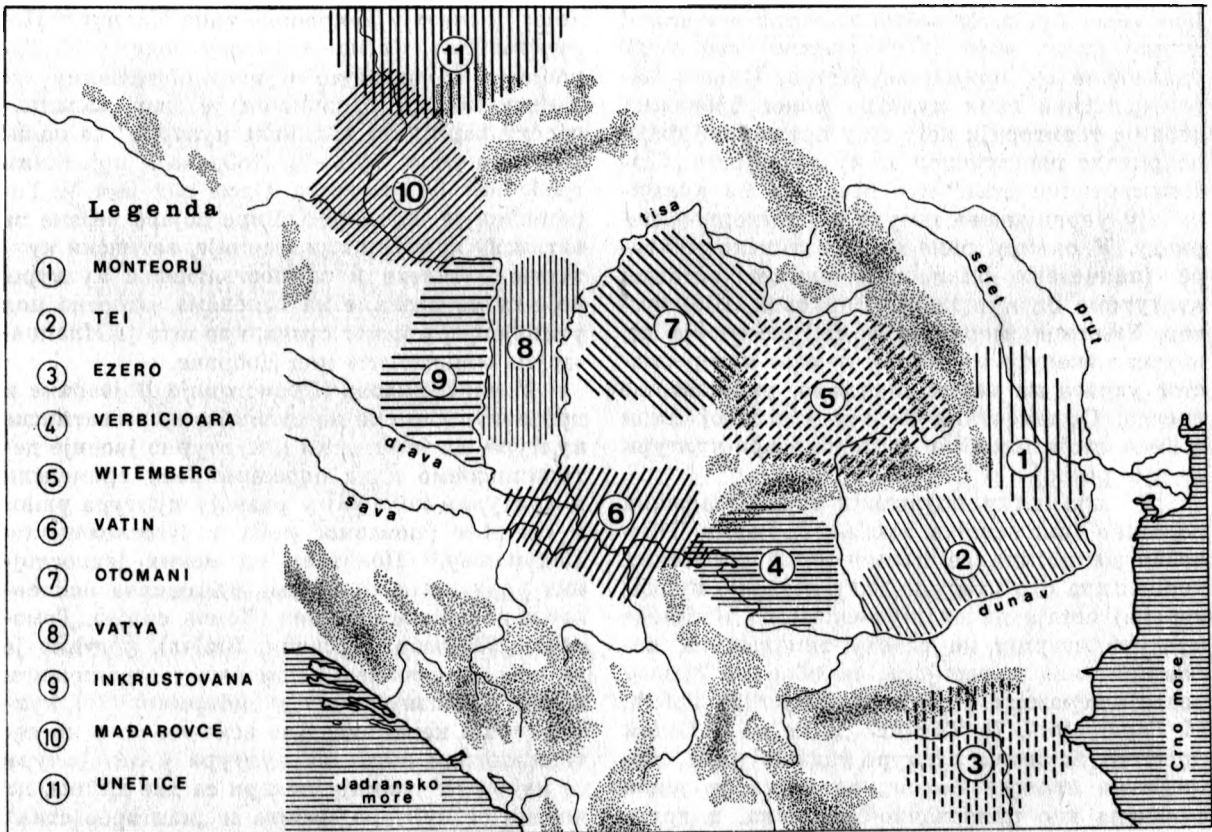 Legenda
1 MONTEORU
2 TEI
3 EZERO
4 VERBICIOARA
5 WITEMBERG
6 VATIN
7 OTOMANI
8 VATYA
9 INKRUSTOVANA
10 MAĐAROVCE
11 UNETICE
11
10
visa
seret
prut
7
8
9
5
drava
1
sava
6
4
2
dunav
3
Jadransko
more
Crno more